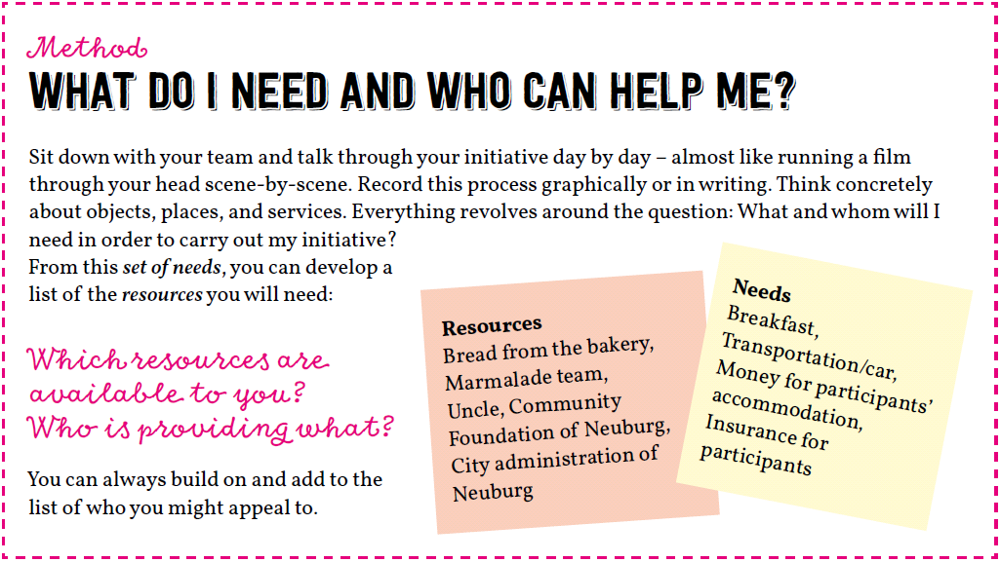 Method
WHAT DO I NEED AND WHO CAN HELP ME?
Sit down with your team and talk through your initiative day by day – almost like running a film
through your head scene-by-scene. Record this process graphically or in writing. Think concretely
about objects, places, and services. Everything revolves around the question: What and whom will I
need in order to carry out my initiative?
From this set of needs, you can develop a
list of the resources you will need:
Which resources are
available to you?
Who is providing what?
You can always build on and add to the
list of who you might appeal to.
Resources
Bread from the bakery,
Marmalade team,
Uncle, Community
Foundation of Neuburg,
City administration of
Neuburg
Needs
Breakfast,
Transportation/car,
Money for participants’
accommodation,
Insurance for
participants